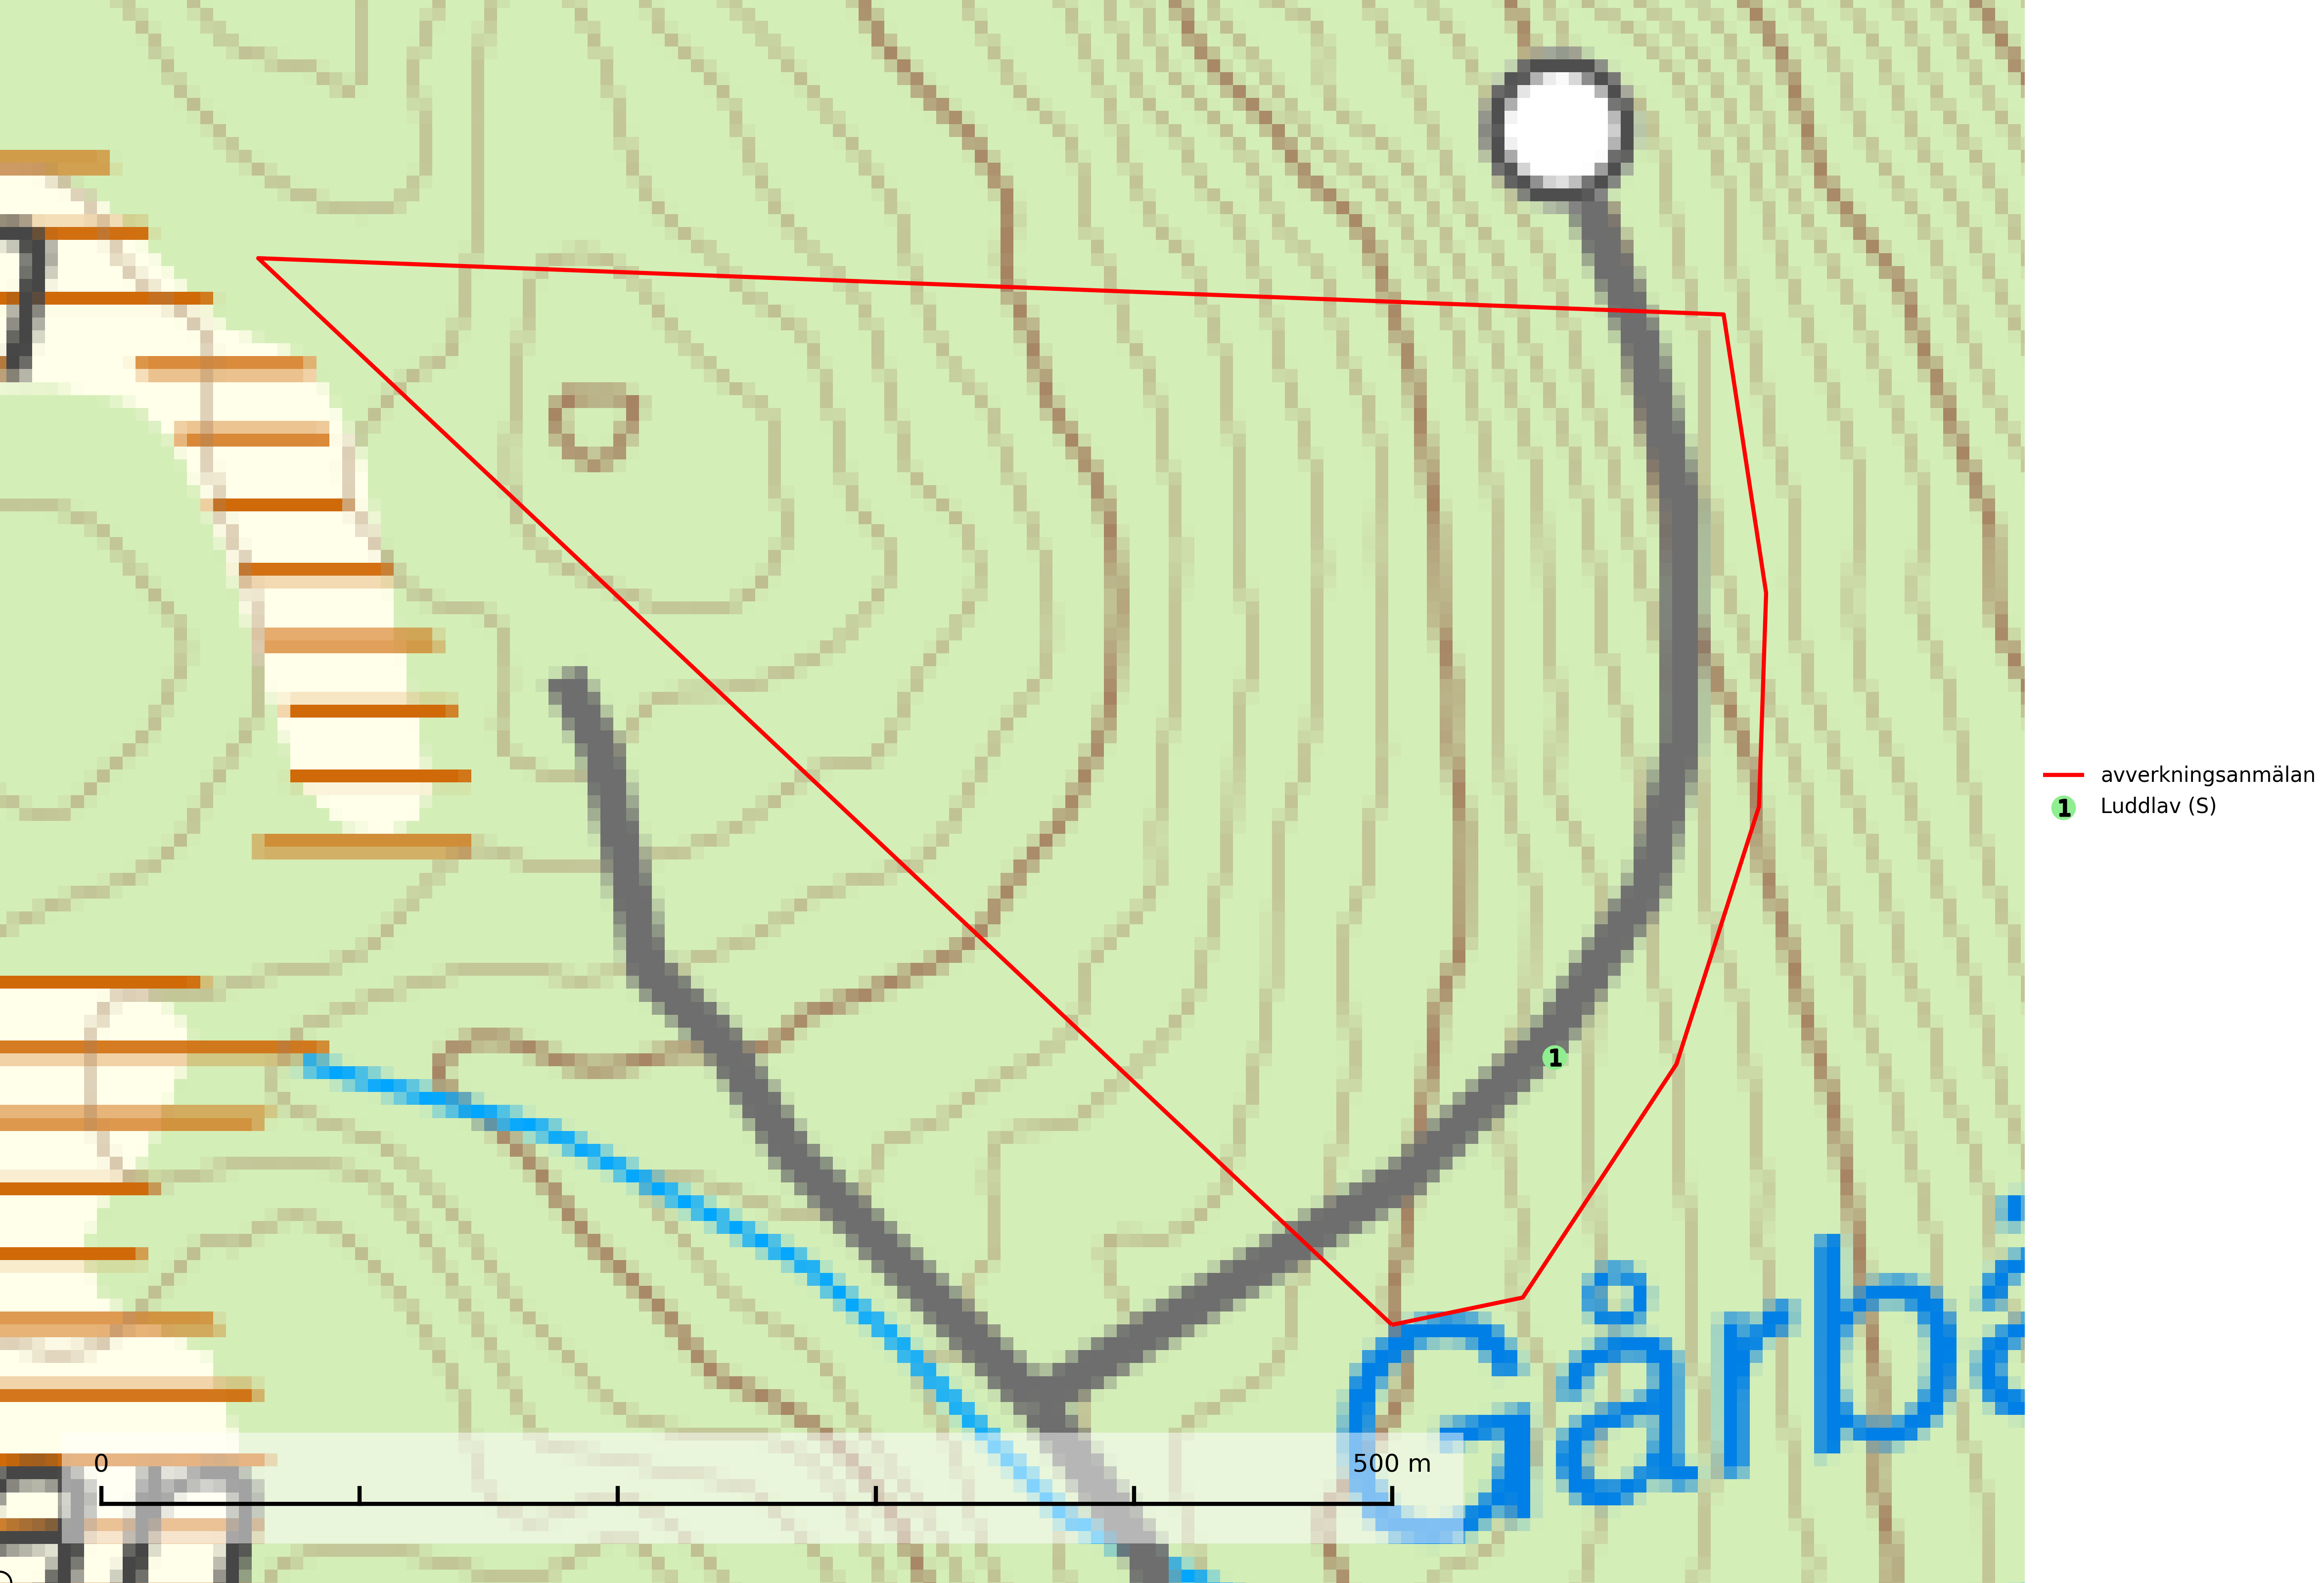 avverkningsanmälan
1 Luddlav (S)
1
Gårbä
0 500 m